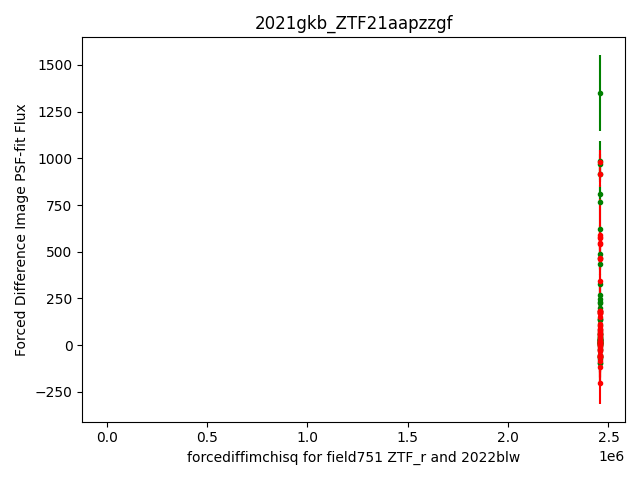 2021gkb_ZTF21aapzzgf
1500
1250
1000
750
500
250
0
−250
Forced Difference Image PSF-fit Flux
0.0 0.5 1.0 1.5 2.0 2.5
1e6
forcediffimchisq for field751 ZTF_r and 2022blw